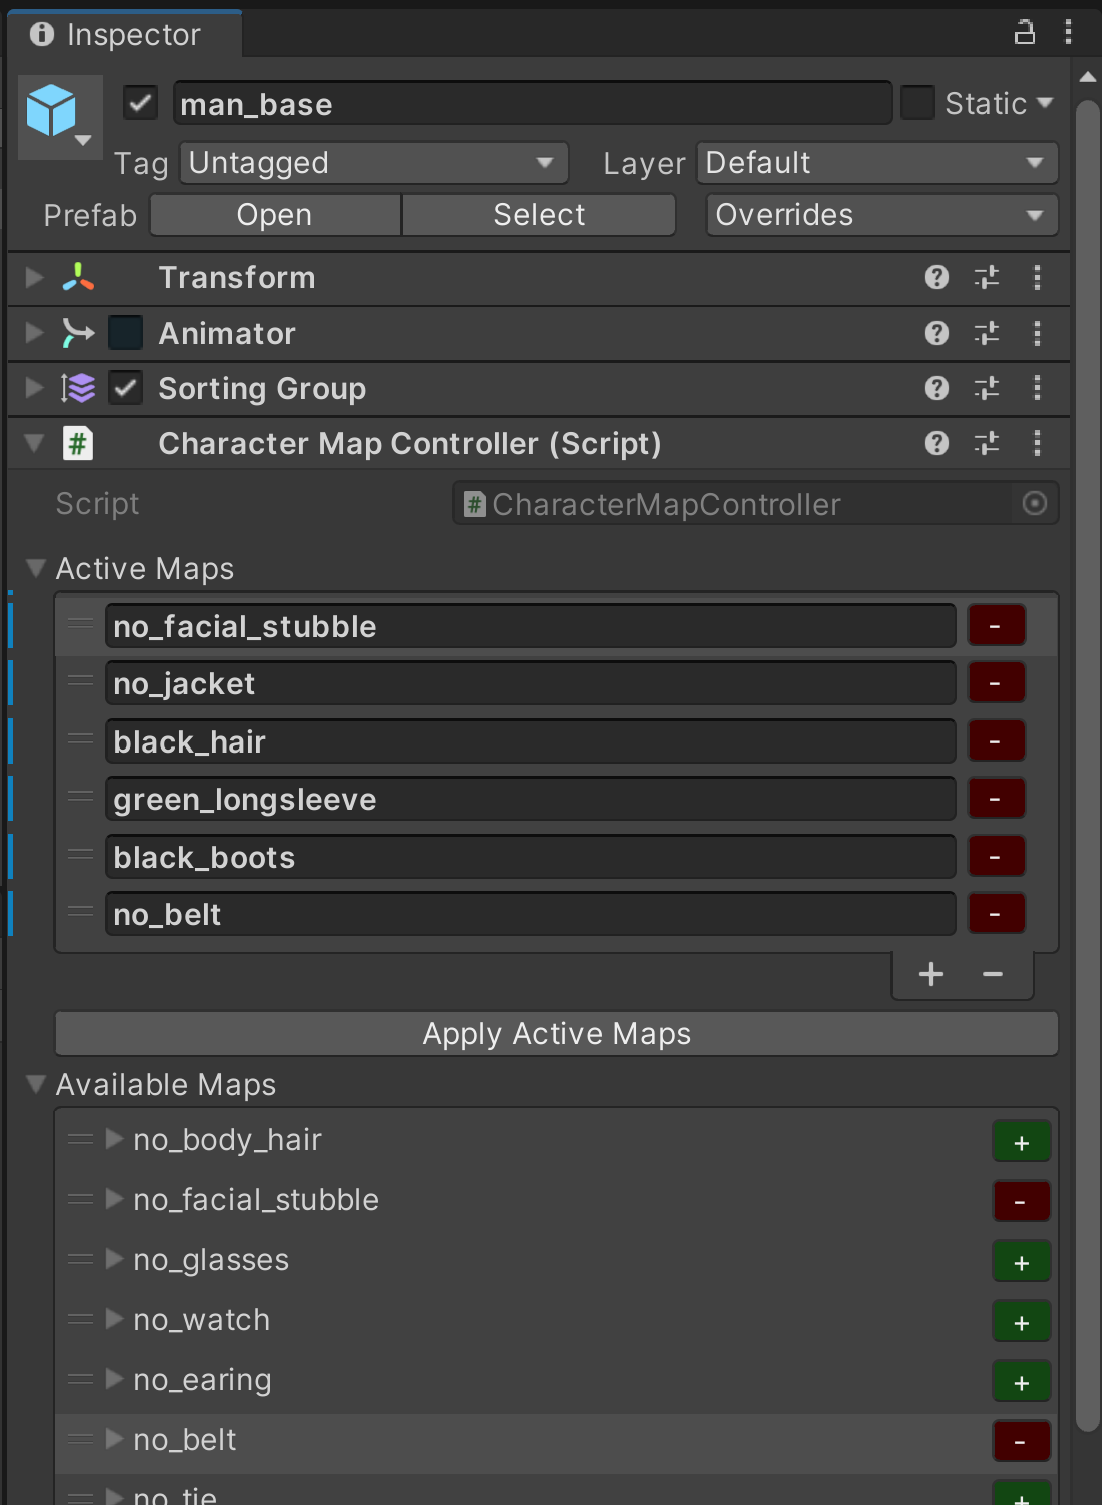 Inspector
man_base
Static
Tag Untagged Layer Default
Prefab Open Select Overrides
Transform
Animator
Sorting Group
# Character Map Controller (Script)
Script # CharacterMapController
Active Maps
no_facial_stubble -
no_jacket -
black_hair -
green_longsleeve -
black_boots -
no_belt -
+ -
Apply Active Maps
Available Maps
no_body_hair +
no_facial_stubble -
no_glasses +
no_watch +
no_earing +
no_belt -
no_tie +